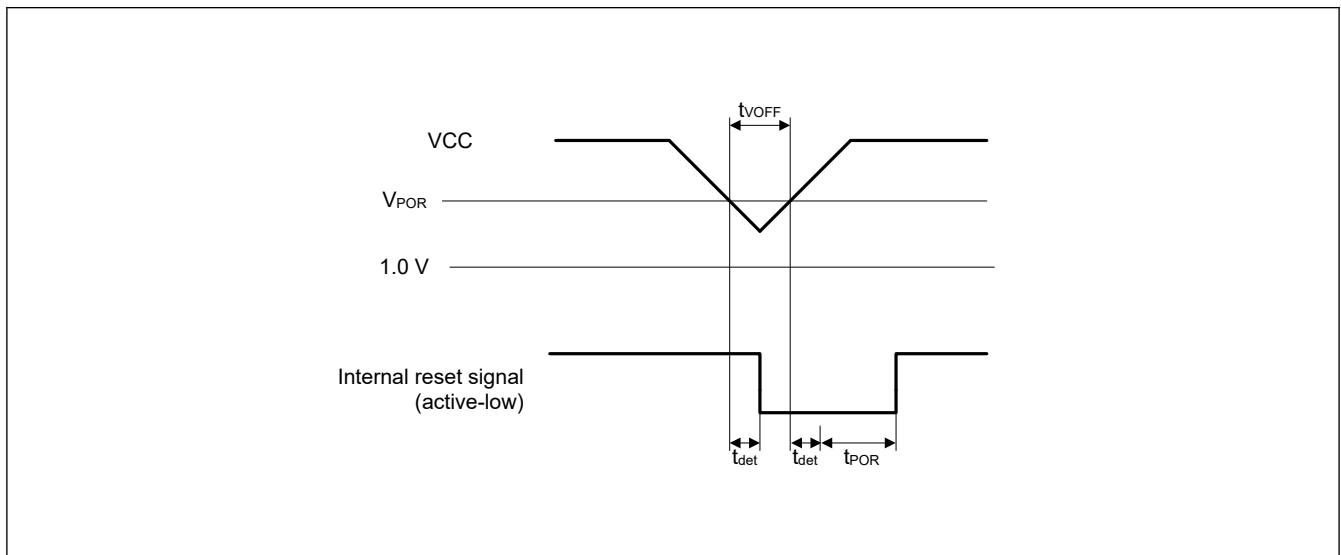 tVOFF
VCC
VPOR
1.0 V
Internal reset signal
(active-low)
tdet
tdet
tPOR